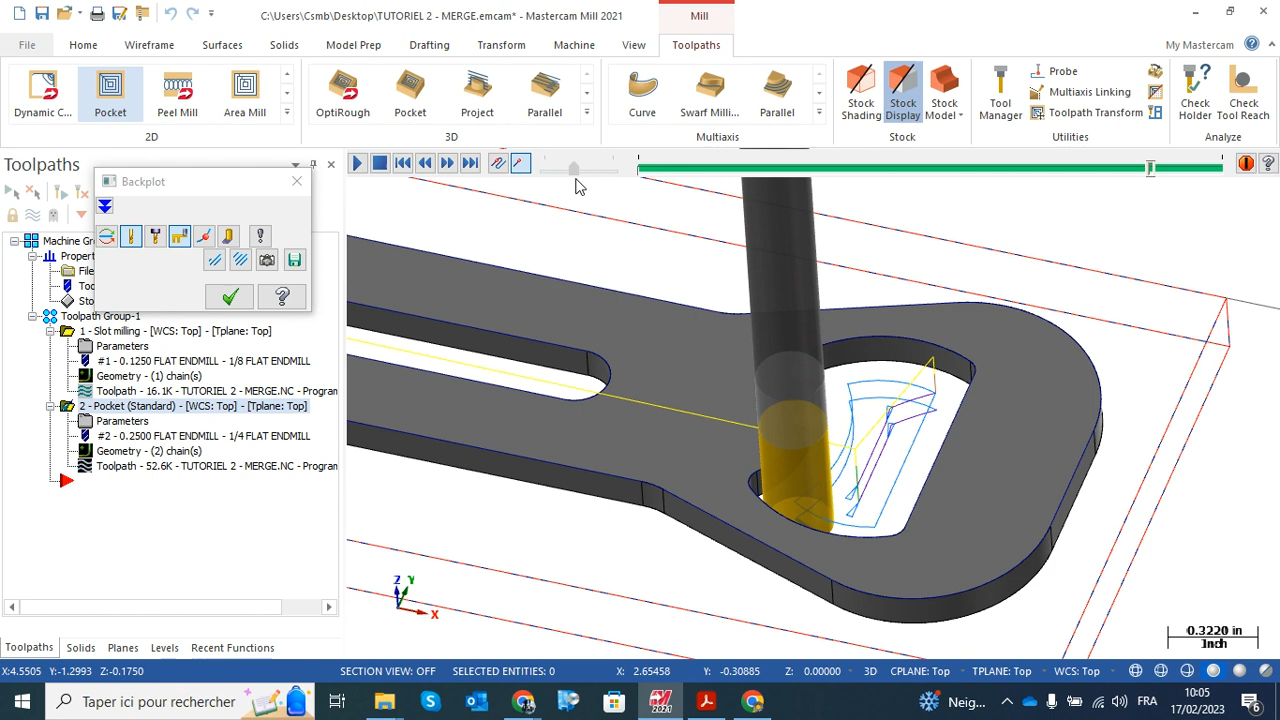 C:\Users\Csmb\Desktop\TUTORIEL 2 - MERGE.emcam* - Mastercam Mill 2021
Mill
File
Home
Wireframe
Surfaces
Solids
Model Prep
Drafting
Transform
Machine
View
Toolpaths
My Mastercam
Dynamic C...
Pocket
Peel Mill
Area Mill
OptiRough
Pocket
Project
Parallel
Curve
Swarf Milli...
Parallel
Stock Shading
Stock Display
Stock Model
Tool Manager
Probe
Multiaxis Linking
Toolpath Transform
Check Holder
Check Tool Reach
2D
3D
Multiaxis
Stock
Utilities
Analyze
Toolpaths
Backplot
Machine Gr
Prope
File
Too
Sto
Toolpath Group-1
1 - Slot milling - [WCS: Top] - [Tplane: Top]
Parameters
#1 - 0.1250 FLAT ENDMILL - 1/8 FLAT ENDMILL
Geometry - (1) chain(s)
Toolpath - 16.1K - TUTORIEL 2 - MERGE.NC - Program
2 - Pocket (Standard) - [WCS: Top] - [Tplane: Top]
Parameters
#2 - 0.2500 FLAT ENDMILL - 1/4 FLAT ENDMILL
Geometry - (2) chain(s)
Toolpath - 52.6K - TUTORIEL 2 - MERGE.NC - Program
Z Y
X
0.3220 in
Inch
Toolpaths
Solids
Planes
Levels
Recent Functions
X:4.5505 Y:-1.2993 Z:-0.1750
SECTION VIEW: OFF
SELECTED ENTITIES: 0
X: 2.65458
Y: -0.30885
Z: 0.00000
3D
CPLANE: Top
TPLANE: Top
WCS: Top
Taper ici pour rechercher
2021
Neig...
FRA
10:05
17/02/2023
6